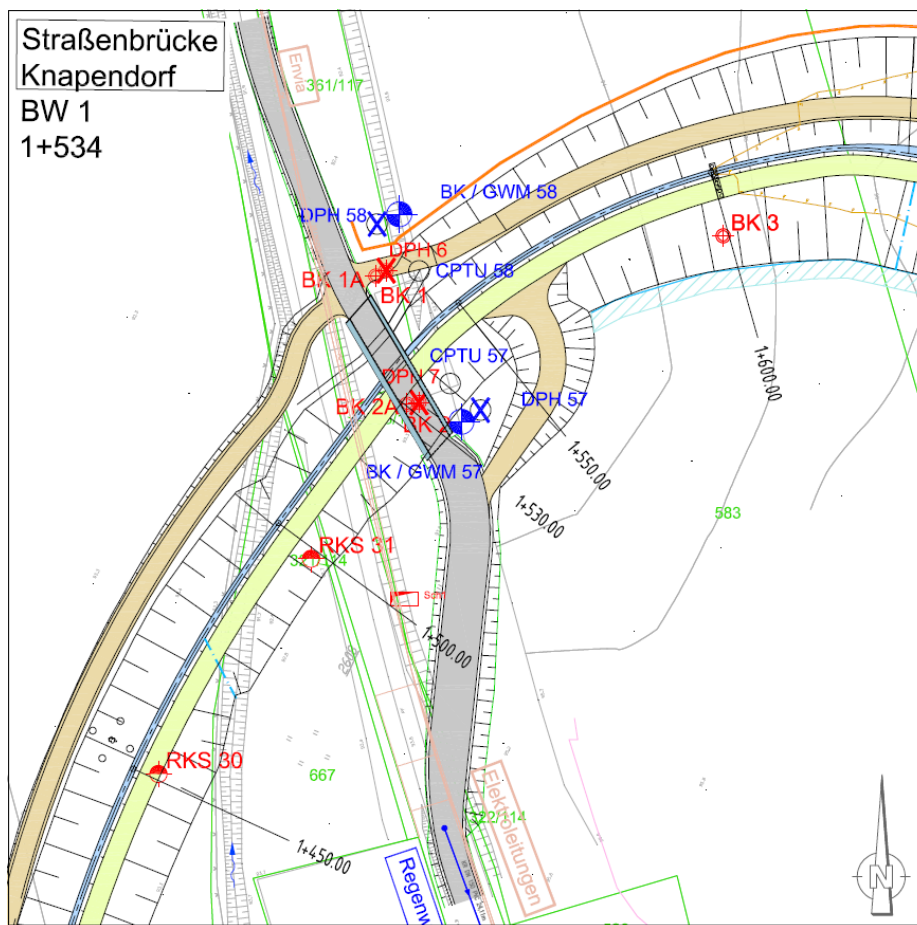 Straßenbrücke
Knapendorf
BW 1
1+534
Envia
361/117
BK / GWM 58
DPH 58
BK 3
DPH 6
CPTU 58
BK 1A
BK 1
CPTU 57
DPH 7
BK 2A
BK 2
DPH 57
BK / GWM 57
1+600.00
1+550.00
1+530.00
583
RKS 31
1+500.00
2608
RKS 30
667
1+450.00
Elektroleitungen
322/114
Regenw
N